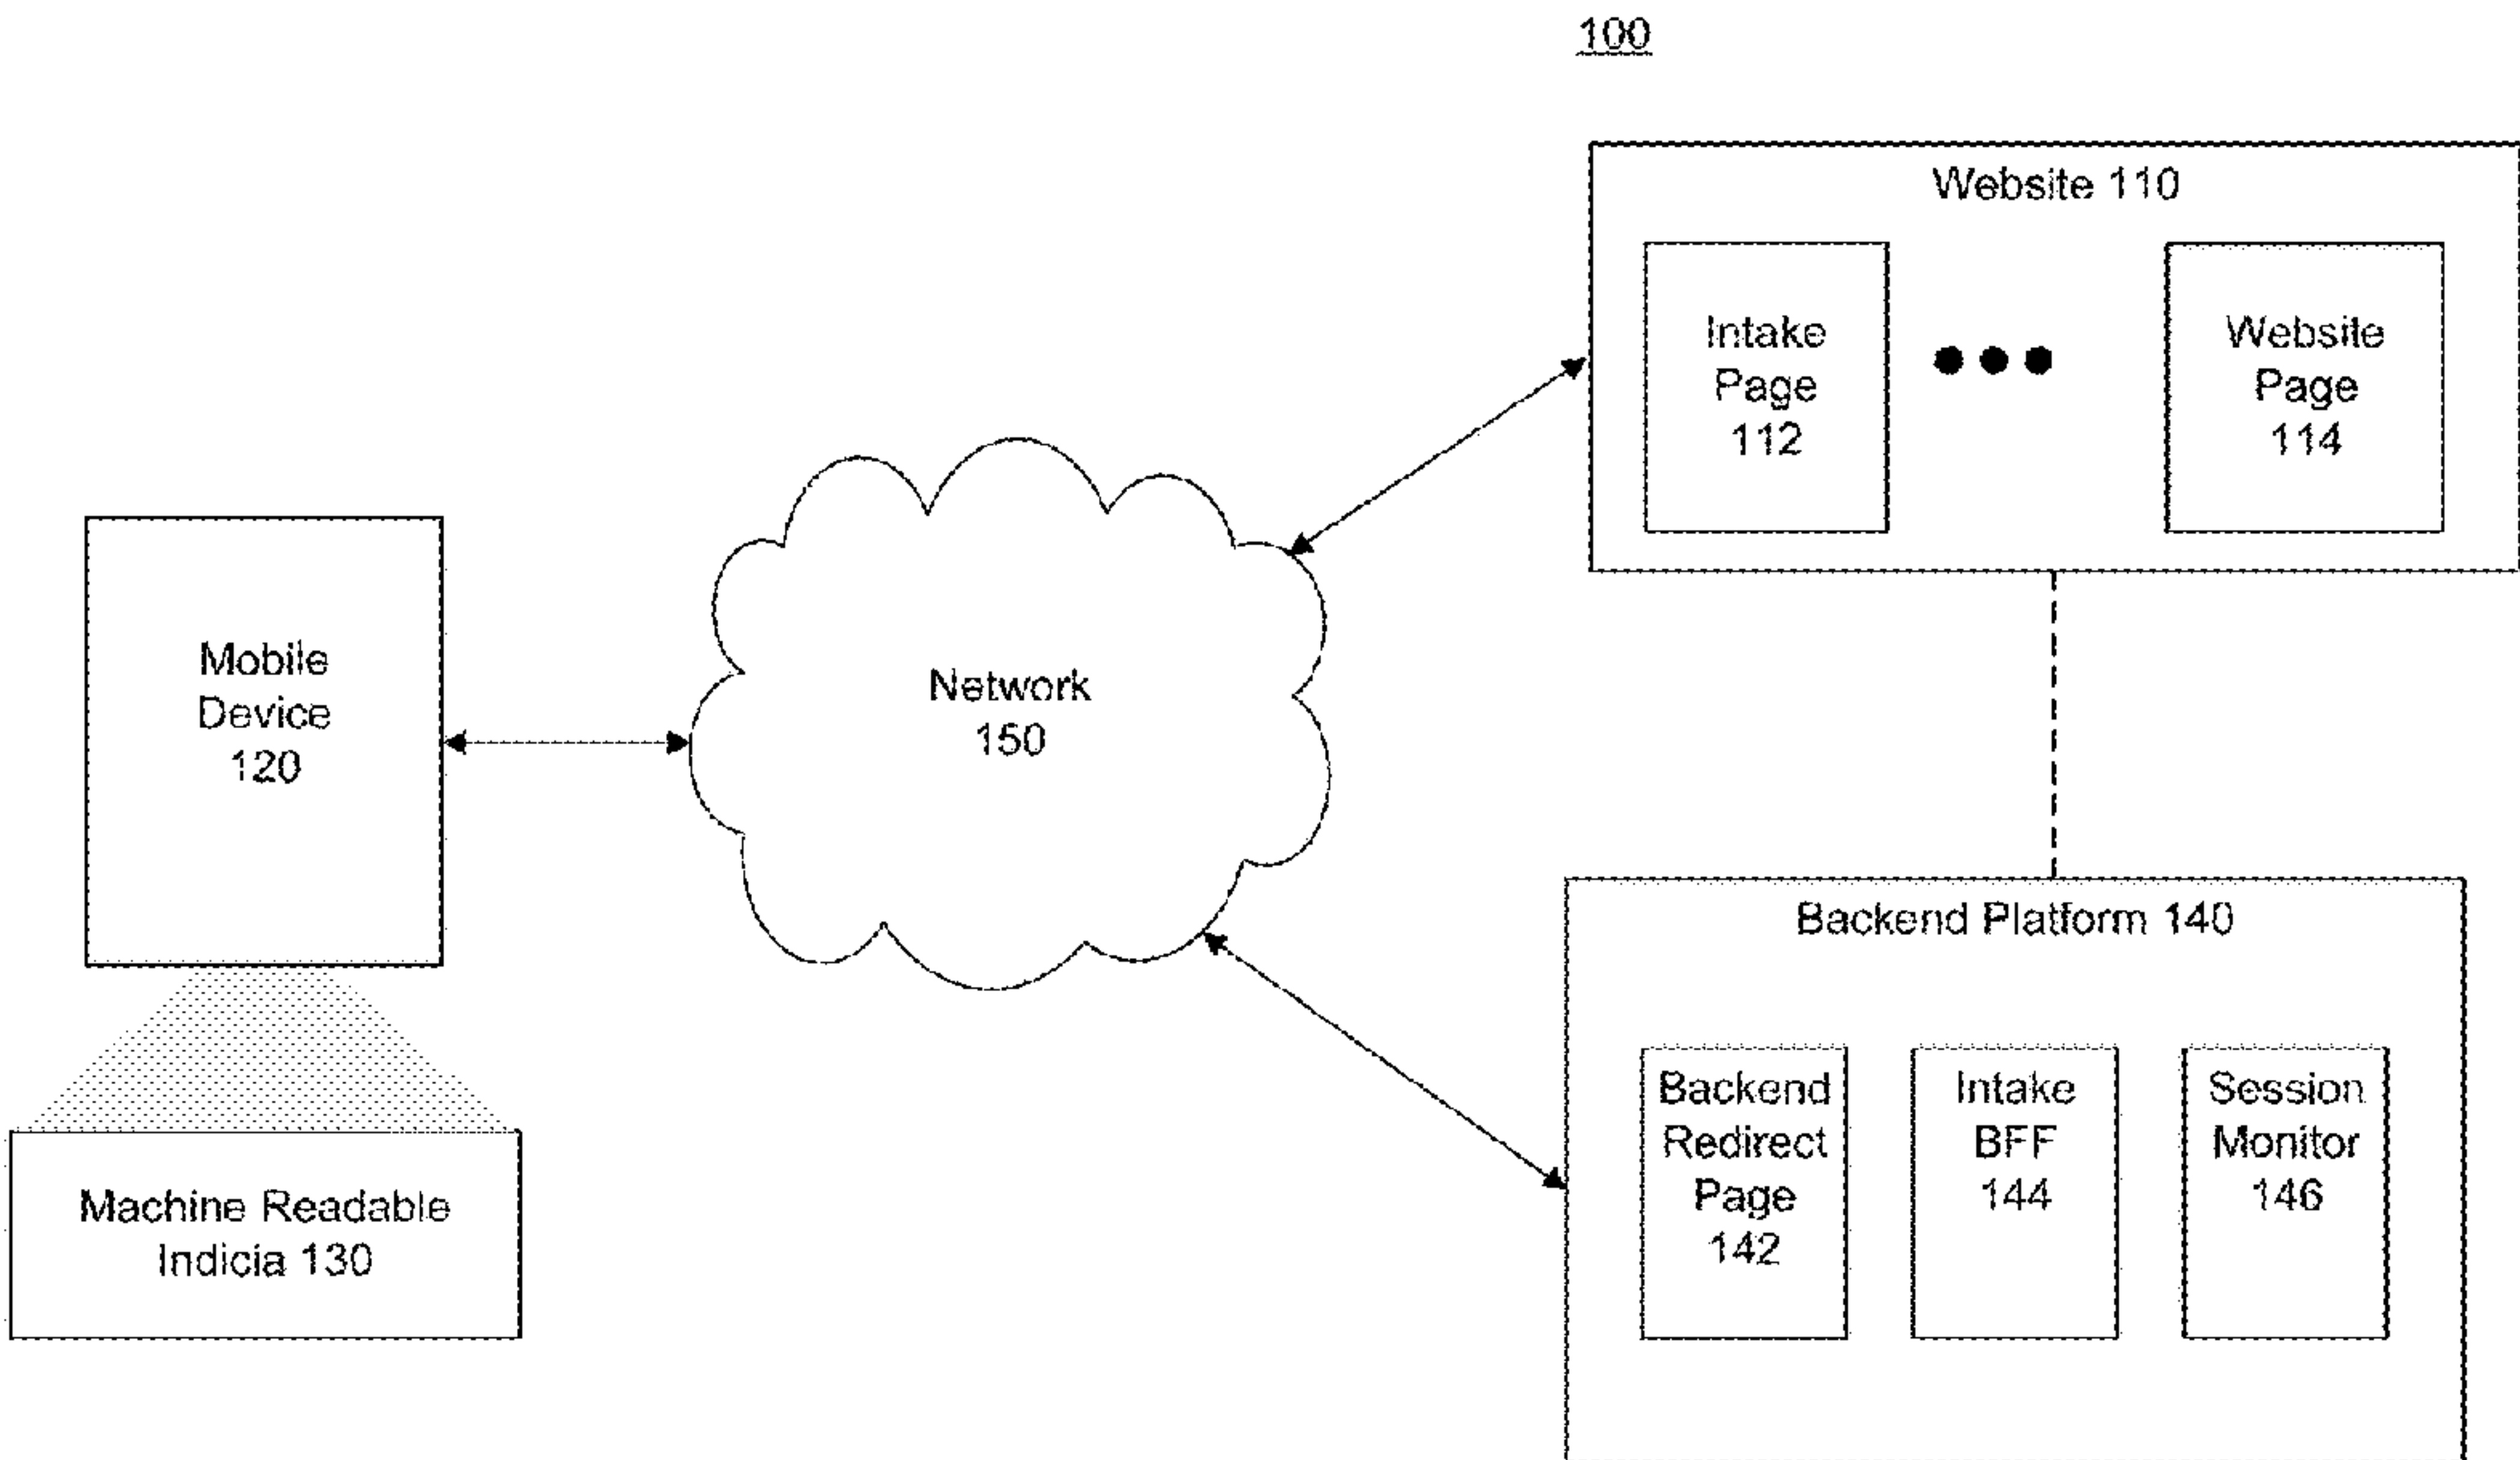 100
Website 110
Intake
Page
112
Website
Page
114
Mobile
Device
120
Network
150
Machine Readable
Indicia 130
Backend Platform 140
Backend
Redirect
Page
142
Intake
BFF
144
Session
Monitor
146